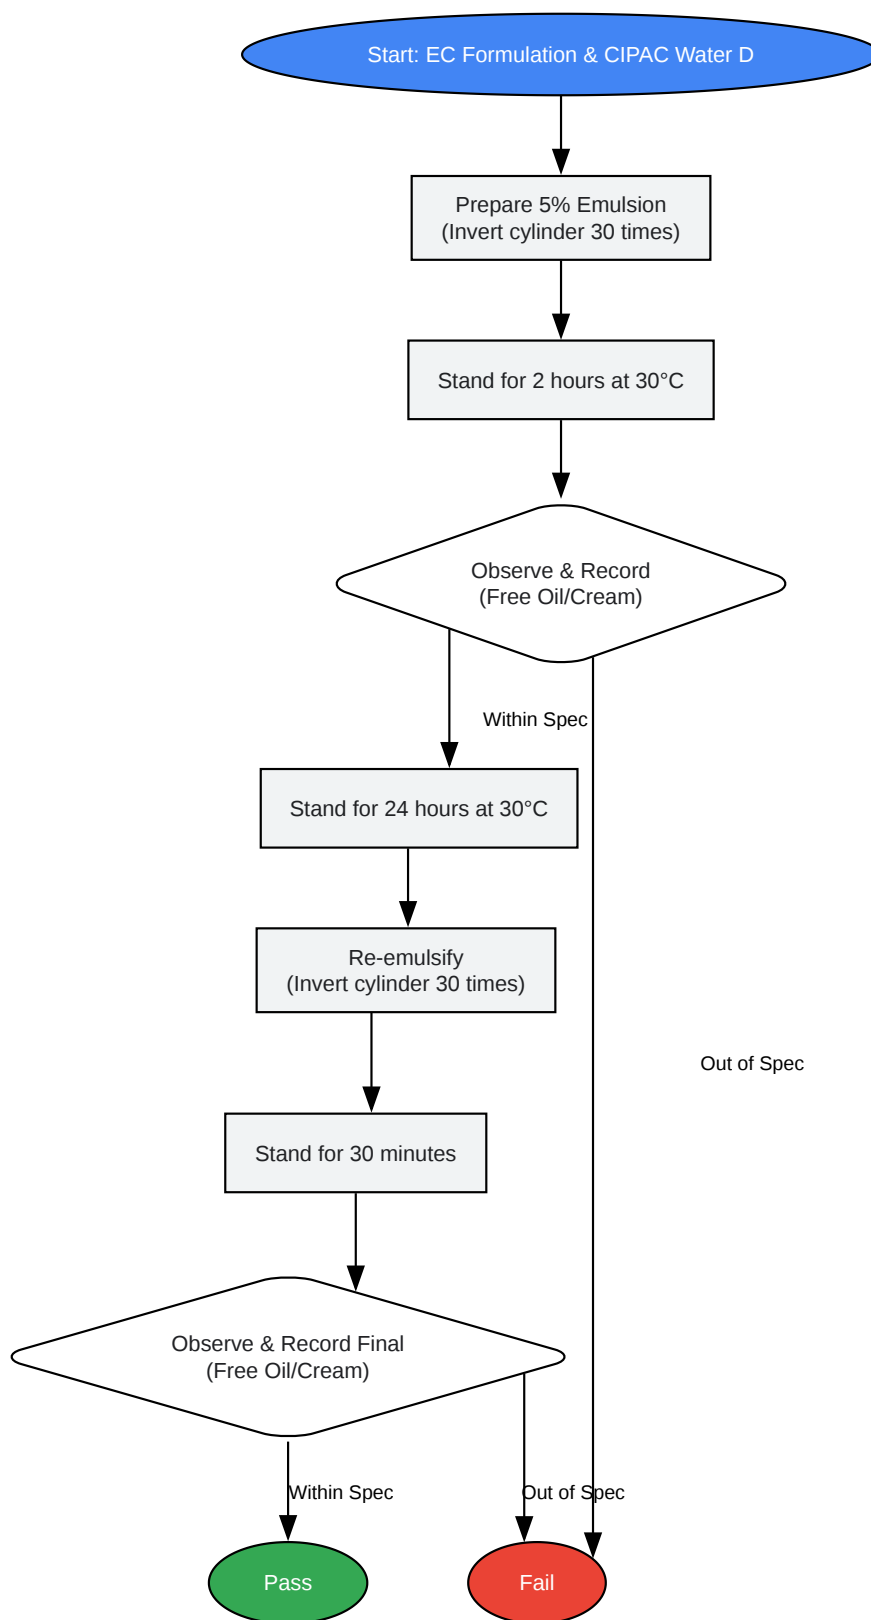 Start: EC Formulation & CIPAC Water D
Prepare 5% Emulsion
(Invert cylinder 30 times)
Stand for 2 hours at 30°C
Observe & Record
(Free Oil/Cream)
Within Spec
Stand for 24 hours at 30°C
Re-emulsify
(Invert cylinder 30 times)
Out of Spec
Stand for 30 minutes
Observe & Record Final
(Free Oil/Cream)
Within Spec
Out of Spec
Pass
Fail